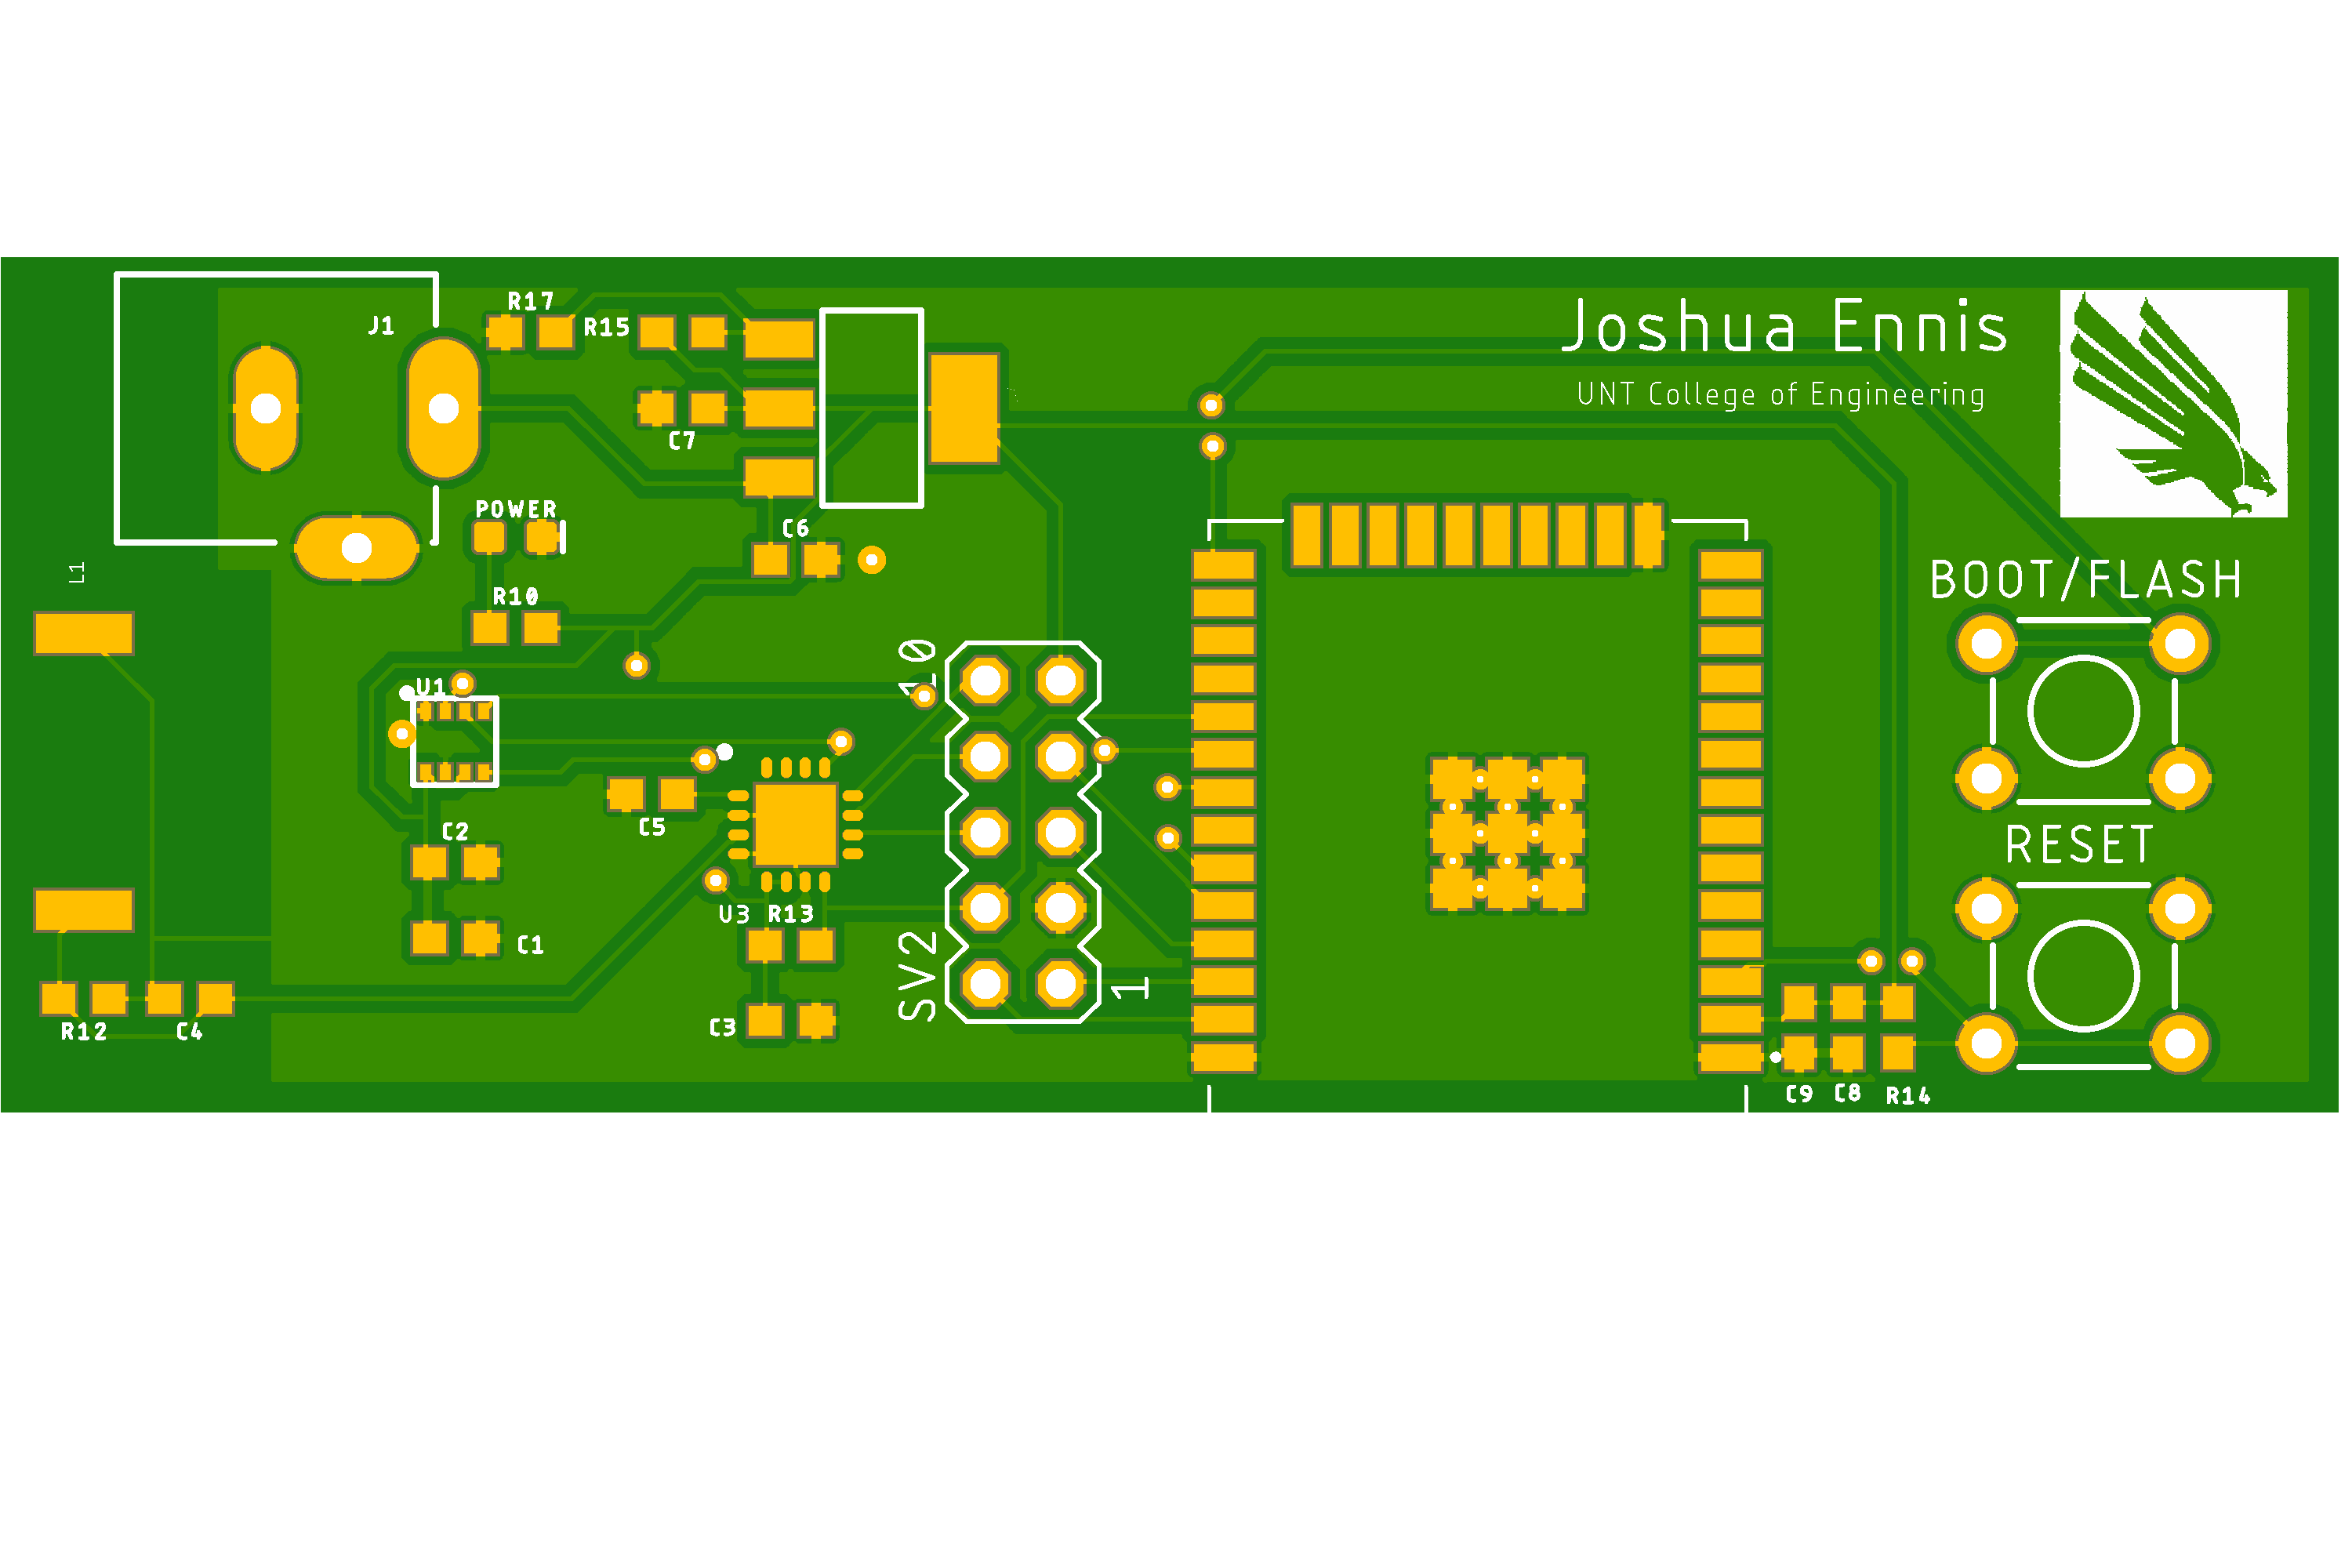 R17
J1
R15
Joshua Ennis
UNT College of Engineering
C7
POWER
C6
L1
BOOT/FLASH
R10
10
U1
C2
C5
RESET
U3
R13
C1
SV2
1
R12
C4
C3
C9
C8
R14